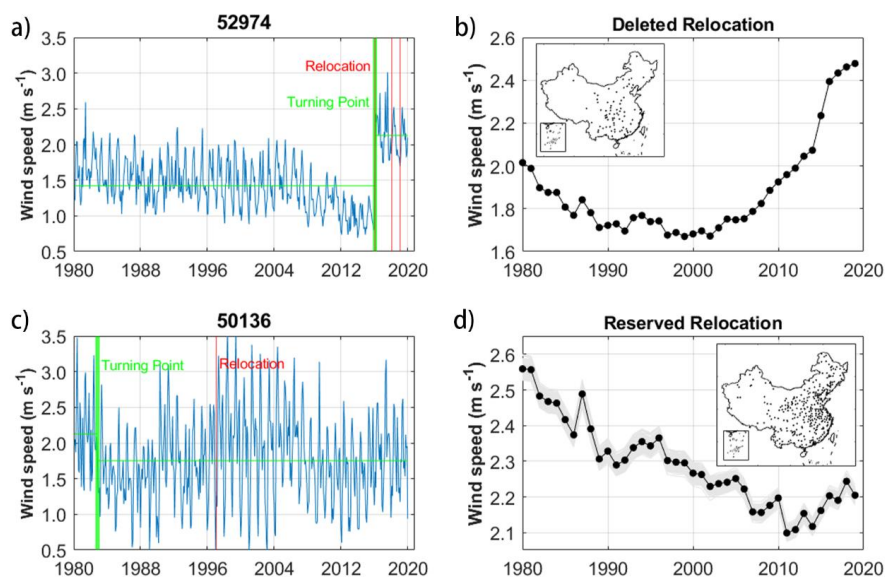 a)
52974
Wind speed (m s⁻¹)
3.5
3.0
2.5
2.0
1.5
1.0
0.5
Relocation
Turning Point
1980 1988 1996 2004 2012 2020
b)
Deleted Relocation
Wind speed (m s⁻¹)
2.6
2.4
2.2
2.0
1.8
1.6
1980 1990 2000 2010 2020
c)
50136
Wind speed (m s⁻¹)
3.5
3.0
2.5
2.0
1.5
1.0
0.5
Turning Point
Relocation
1980 1988 1996 2004 2012 2020
d)
Reserved Relocation
Wind speed (m s⁻¹)
2.6
2.5
2.4
2.3
2.2
2.1
1980 1990 2000 2010 2020